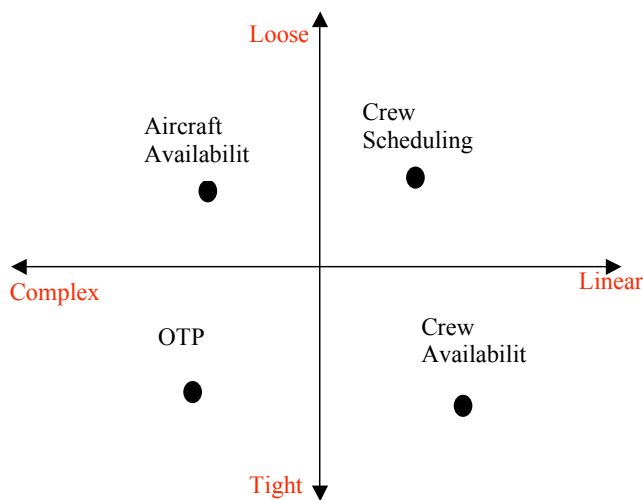 Loose
Aircraft
Availabilit
Crew
Scheduling
Complex
Linear
OTP
Crew
Availabilit
Tight